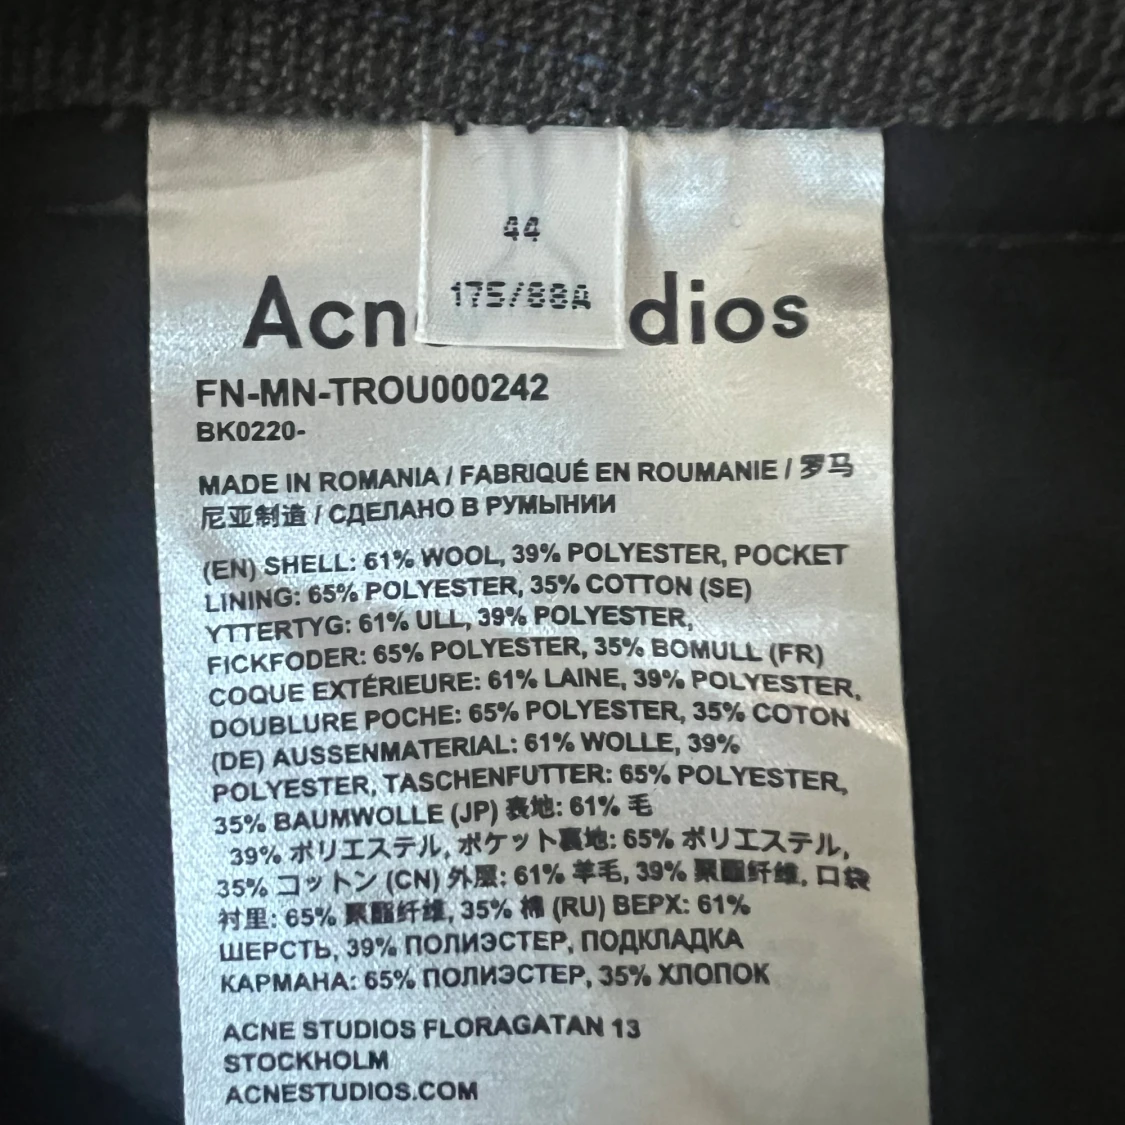 44
175/88A
Acn dios
FN-MN-TROU000242
BK0220-
MADE IN ROMANIA / FABRIQUÉ EN ROUMANIE / 罗马
尼亚制造 / СДЕЛАНО В РУМЫНИИ
(EN) SHELL: 61% WOOL, 39% POLYESTER, POCKET
LINING: 65% POLYESTER, 35% COTTON (SE)
YTTERTYG: 61% ULL, 39% POLYESTER,
FICKFODER: 65% POLYESTER, 35% BOMULL (FR)
COQUE EXTÉRIEURE: 61% LAINE, 39% POLYESTER,
DOUBLURE POCHE: 65% POLYESTER, 35% COTON
(DE) AUSSENMATERIAL: 61% WOLLE, 39%
POLYESTER, TASCHENFUTTER: 65% POLYESTER,
35% BAUMWOLLE (JP) 表地: 61% 毛
39% ポリエステル, ポケット裏地: 65% ポリエステル,
35% コットン (CN) 外层: 61% 羊毛, 39% 聚酯纤维, 口袋
衬里: 65% 聚酯纤维, 35% 棉 (RU) ВЕРХ: 61%
ШЕРСТЬ, 39% ПОЛИЭСТЕР, ПОДКЛАДКА
КАРМАНА: 65% ПОЛИЭСТЕР, 35% ХЛОПОК
ACNE STUDIOS FLORAGATAN 13
STOCKHOLM
ACNESTUDIOS.COM